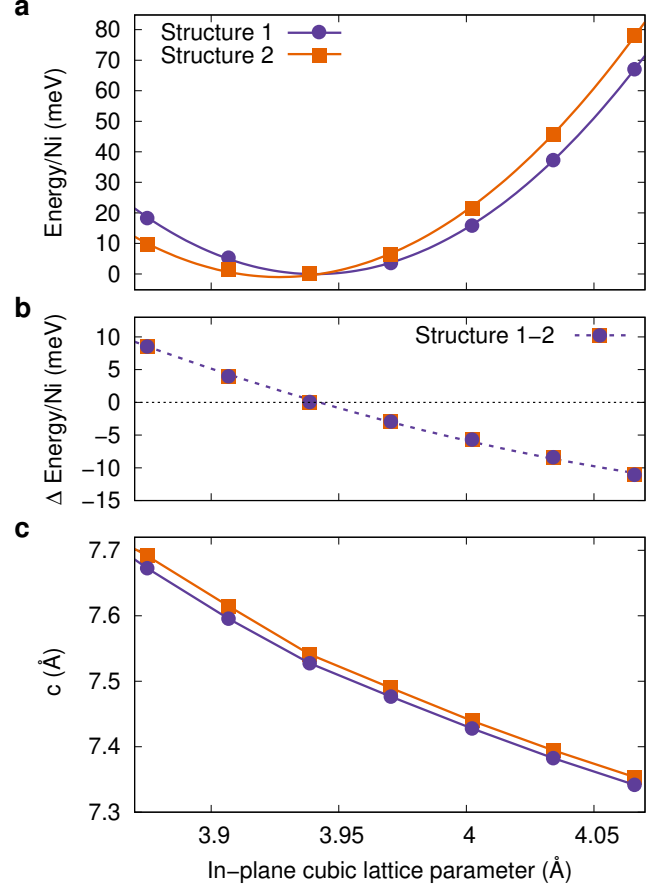 a
Energy/Ni (meV)
80
70
60
50
40
30
20
10
0
Structure 1
Structure 2
b
Δ Energy/Ni (meV)
10
5
0
−5
−10
−15
Structure 1−2
c
c (Å)
7.7
7.6
7.5
7.4
7.3
3.9 3.95 4 4.05
In−plane cubic lattice parameter (Å)